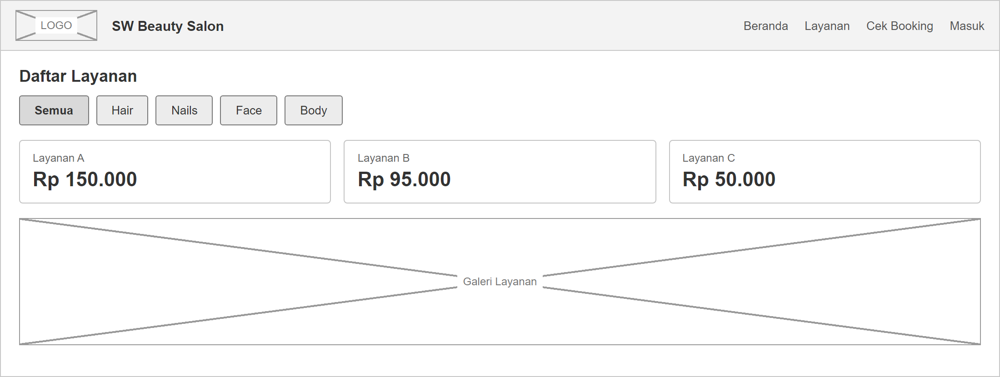 LOGO
SW Beauty Salon
Beranda
Layanan
Cek Booking
Masuk
Daftar Layanan
Semua
Hair
Nails
Face
Body
Layanan A
Rp 150.000
Layanan B
Rp 95.000
Layanan C
Rp 50.000
Galeri Layanan